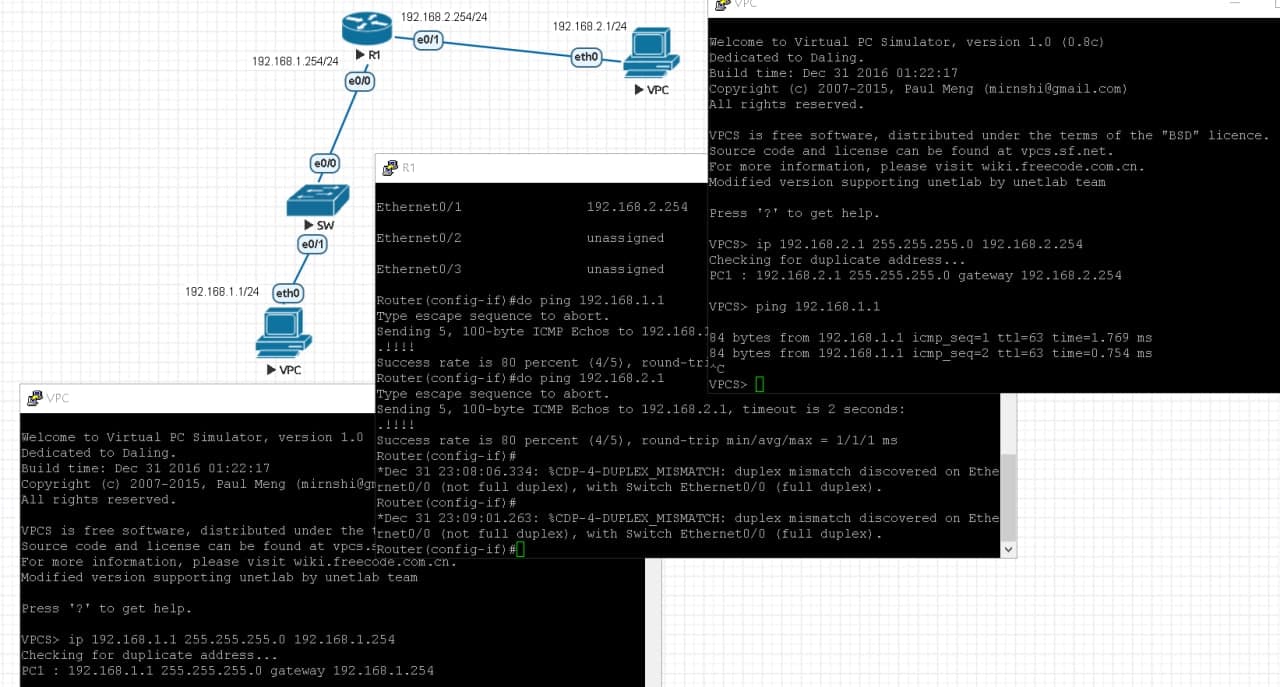 192.168.2.254/24
e0/1
192.168.2.1/24
eth0
VPC
R1
192.168.1.254/24
e0/0
e0/0
SW
e0/1
192.168.1.1/24
eth0
VPC
VPC
Welcome to Virtual PC Simulator, version 1.0 (0.8c)
Dedicated to Daling.
Build time: Dec 31 2016 01:22:17
Copyright (c) 2007-2015, Paul Meng (mirnshi@gmail.com)
All rights reserved.
VPCS is free software, distributed under the terms of the "BSD" licence.
Source code and license can be found at vpcs.sf.net.
For more information, please visit wiki.freecode.com.cn.
Modified version supporting unetlab by unetlab team
Press '?' to get help.
VPCS> ip 192.168.2.1 255.255.255.0 192.168.2.254
Checking for duplicate address...
PC1 : 192.168.2.1 255.255.255.0 gateway 192.168.2.254
VPCS> ping 192.168.1.1
84 bytes from 192.168.1.1 icmp_seq=1 ttl=63 time=1.769 ms
84 bytes from 192.168.1.1 icmp_seq=2 ttl=63 time=0.754 ms
^C
VPCS>
R1
Ethernet0/1 192.168.2.254
Ethernet0/2 unassigned
Ethernet0/3 unassigned
Router(config-if)#do ping 192.168.1.1
Type escape sequence to abort.
Sending 5, 100-byte ICMP Echos to 192.168.1
.!!!!
Success rate is 80 percent (4/5), round-tri
Router(config-if)#do ping 192.168.2.1
Type escape sequence to abort.
Sending 5, 100-byte ICMP Echos to 192.168.2.1, timeout is 2 seconds:
.!!!!
Success rate is 80 percent (4/5), round-trip min/avg/max = 1/1/1 ms
Router(config-if)#
*Dec 31 23:08:06.334: %CDP-4-DUPLEX_MISMATCH: duplex mismatch discovered on Ethe
rnet0/0 (not full duplex), with Switch Ethernet0/0 (full duplex).
Router(config-if)#
*Dec 31 23:09:01.263: %CDP-4-DUPLEX_MISMATCH: duplex mismatch discovered on Ethe
rnet0/0 (not full duplex), with Switch Ethernet0/0 (full duplex).
Router(config-if)#
VPC
Welcome to Virtual PC Simulator, version 1.0
Dedicated to Daling.
Build time: Dec 31 2016 01:22:17
Copyright (c) 2007-2015, Paul Meng (mirnshi@gm
All rights reserved.
VPCS is free software, distributed under the t
Source code and license can be found at vpcs.s
For more information, please visit wiki.freecode.com.cn.
Modified version supporting unetlab by unetlab team
Press '?' to get help.
VPCS> ip 192.168.1.1 255.255.255.0 192.168.1.254
Checking for duplicate address...
PC1 : 192.168.1.1 255.255.255.0 gateway 192.168.1.254